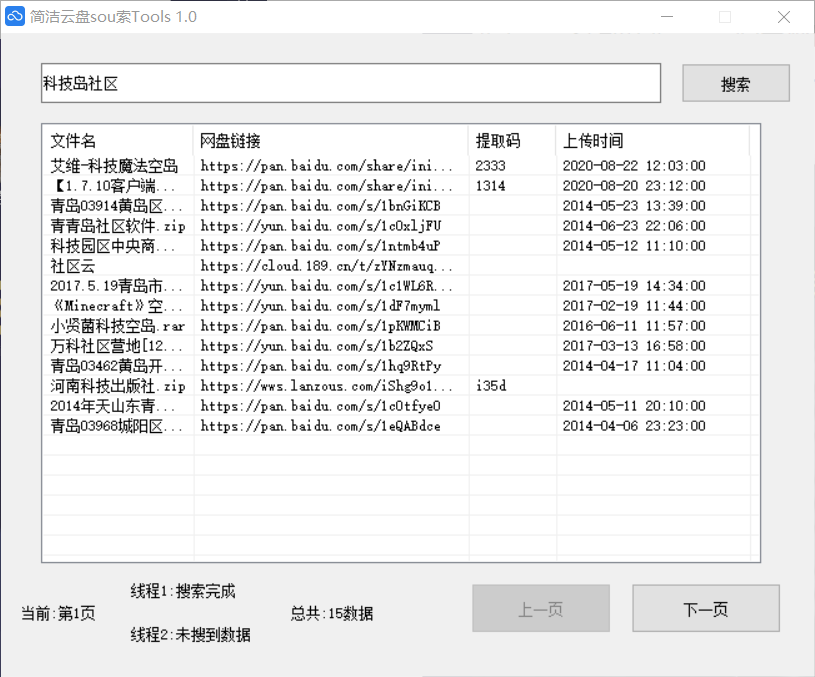 简洁云盘sou索Tools 1.0
科技岛社区 搜索
文件名 网盘链接 提取码 上传时间
艾维-科技魔法空岛 https://pan.baidu.com/share/ini... 2333 2020-08-22 12:03:00
【1.7.10客户端... https://pan.baidu.com/share/ini... 1314 2020-08-20 23:12:00
青岛03914黄岛区... https://pan.baidu.com/s/1bnGiKCB 2014-05-23 13:39:00
青青岛社区软件.zip https://yun.baidu.com/s/1c0xljFU 2014-06-23 22:06:00
科技园区中央商... https://pan.baidu.com/s/1ntmb4uP 2014-05-12 11:10:00
社区云 https://cloud.189.cn/t/zYNzmauq...
2017.5.19青岛市... https://yun.baidu.com/s/1c1WL6R... 2017-05-19 14:34:00
《Minecraft》空... https://yun.baidu.com/s/1dF7myml 2017-02-19 11:44:00
小贤菌科技空岛.rar https://pan.baidu.com/s/1pKWMCiB 2016-06-11 11:57:00
万科社区营地[12... https://yun.baidu.com/s/1b2ZQxS 2017-03-13 16:58:00
青岛03462黄岛开... https://pan.baidu.com/s/1hq9RtPy 2014-04-17 11:04:00
河南科技出版社.zip https://wws.lanzous.com/iShg9o1... i35d
2014年天山东青... https://pan.baidu.com/s/1c0tfye0 2014-05-11 20:10:00
青岛03968城阳区... https://pan.baidu.com/s/1eQABdce 2014-04-06 23:23:00
线程1:搜索完成
当前:第1页 总共:15数据 上一页 下一页
线程2:未搜到数据